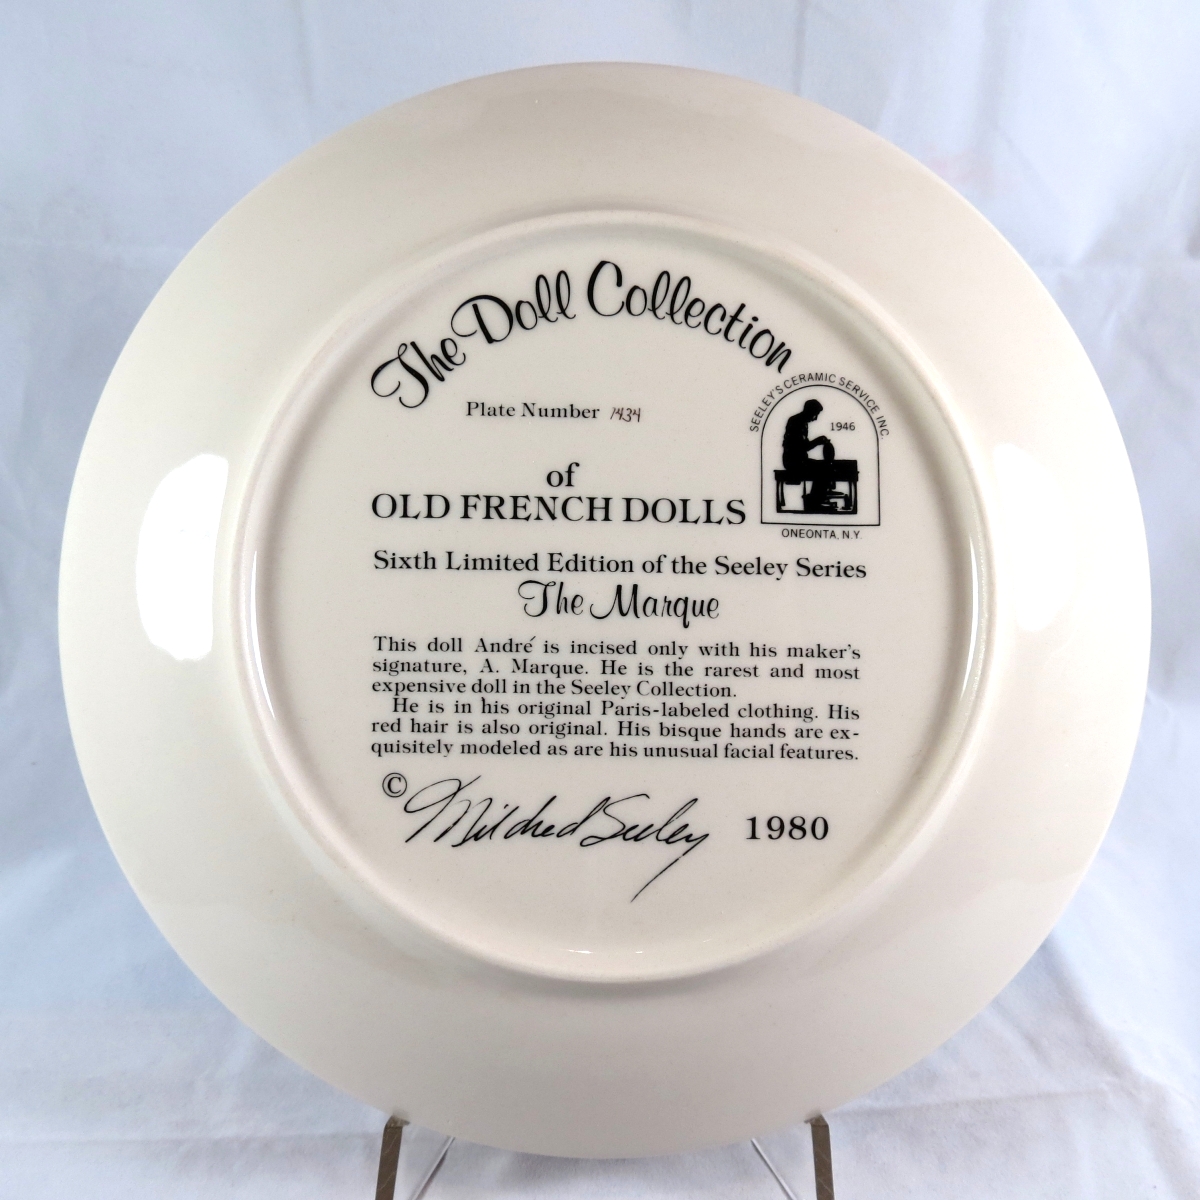 The Doll Collection
Plate Number 1434
SEELEY'S CERAMIC SERVICE INC.
1946
ONEONTA, N.Y.
of
OLD FRENCH DOLLS
Sixth Limited Edition of the Seeley Series
The Marque
This doll André is incised only with his maker's
signature, A. Marque. He is the rarest and most
expensive doll in the Seeley Collection.
He is in his original Paris-labeled clothing. His
red hair is also original. His bisque hands are ex-
quisitely modeled as are his unusual facial features.
© Mildred Seeley 1980